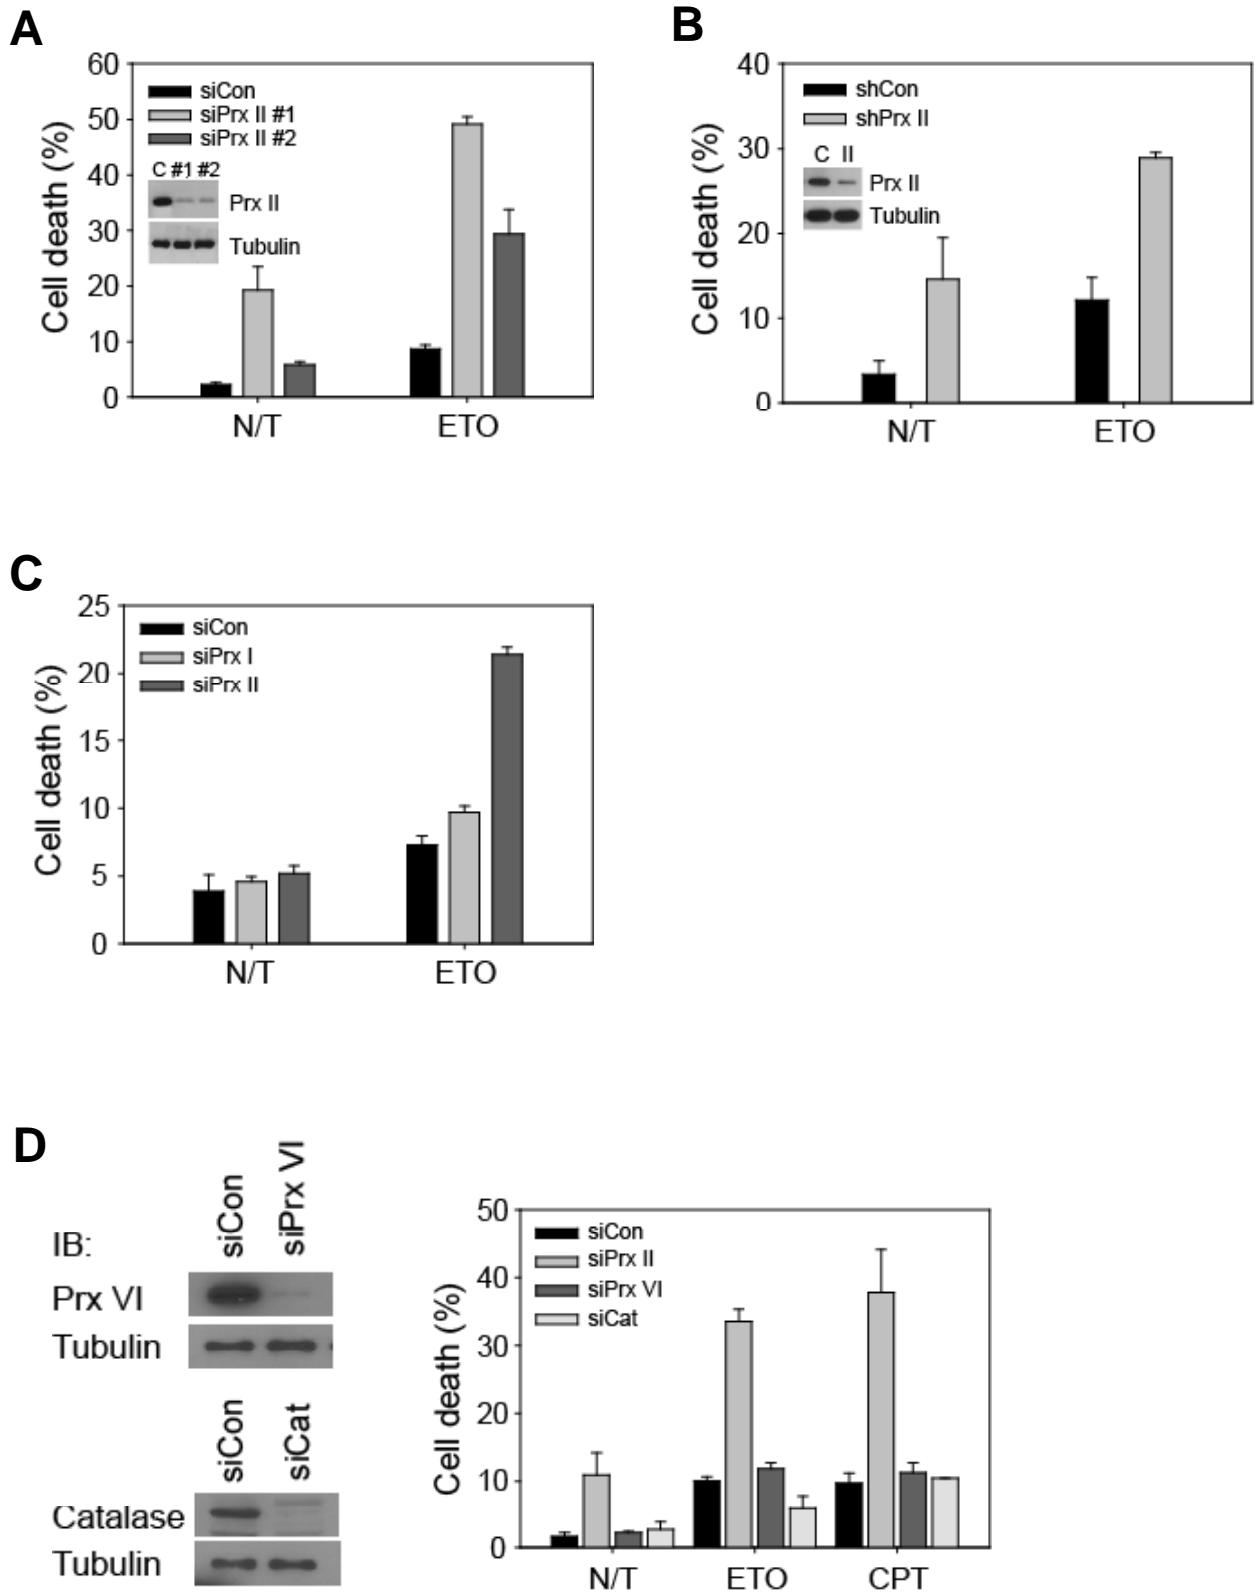 A
60
50
40
30
20
10
0
Cell death (%)
siCon
siPrx II #1
siPrx II #2
C #1 #2
Prx II
Tubulin
N/T
ETO
B
40
30
20
10
0
Cell death (%)
shCon
shPrx II
C II
Prx II
Tubulin
N/T
ETO
C
25
20
15
10
5
0
Cell death (%)
siCon
siPrx I
siPrx II
N/T
ETO
D
IB:
siCon
siPrx VI
Prx VI
Tubulin
siCon
siCat
Catalase
Tubulin
50
40
30
20
10
0
Cell death (%)
siCon
siPrx II
siPrx VI
siCat
N/T
ETO
CPT